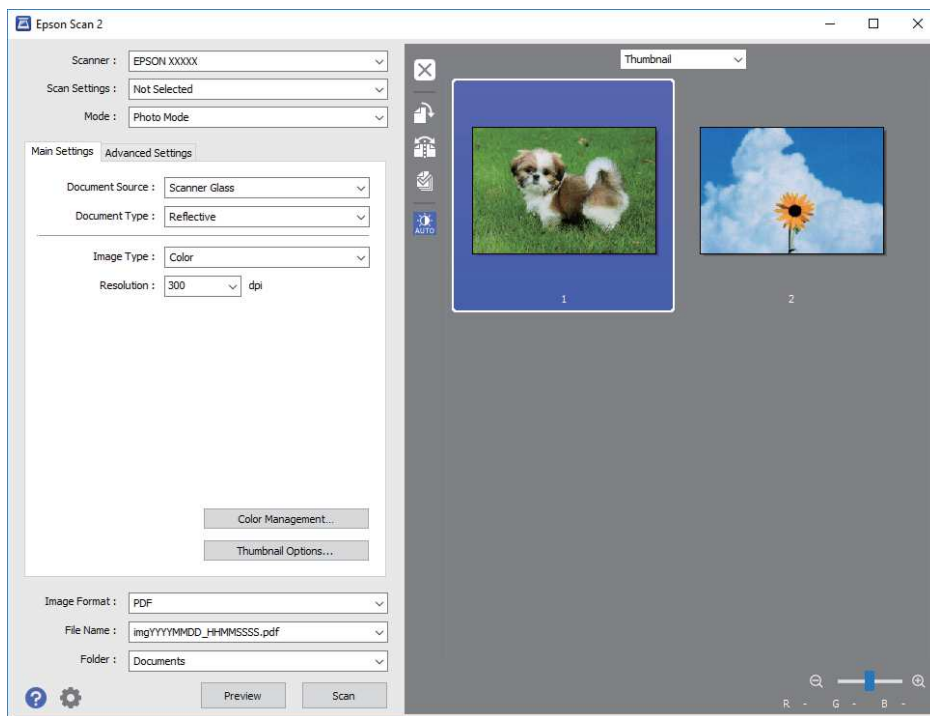 Epson Scan 2
Scanner : EPSON XXXXX
Scan Settings : Not Selected
Mode : Photo Mode
Main Settings Advanced Settings
Document Source : Scanner Glass
Document Type : Reflective
Image Type : Color
Resolution : 300 dpi
Color Management...
Thumbnail Options...
Image Format : PDF
File Name : imgYYYYMMDD_HHMMSSSS.pdf
Folder : Documents
? Preview Scan
Thumbnail
AUTO
1 2
R - G - B -